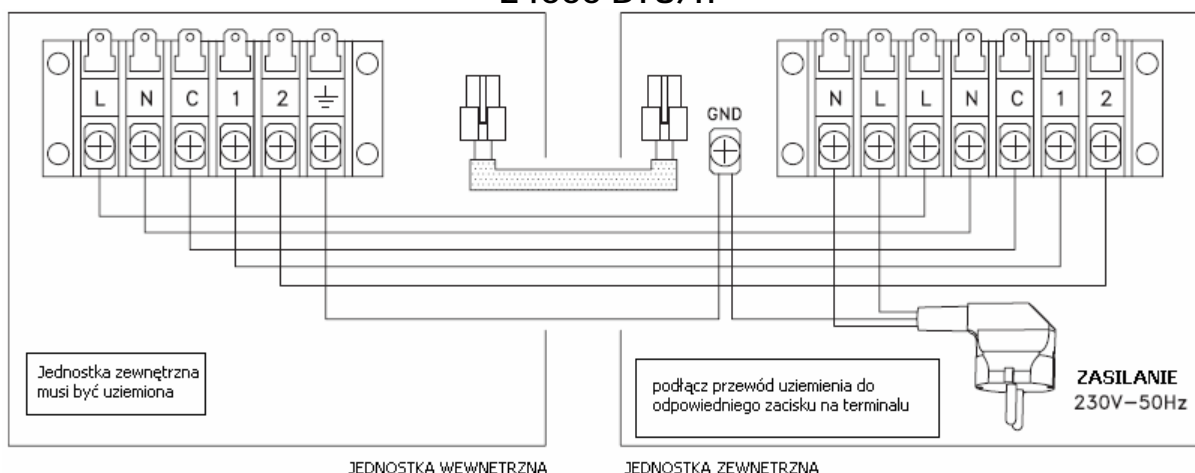 L N C 1 2
GND
N L L N C 1 2
Jednostka zewnętrzna
musi być uziemiona
podłącz przewód uziemienia do
odpowiedniego zacisku na terminalu
ZASILANIE
230V-50Hz
JEDNOSTKA WEWNĘTRZNA
JEDNOSTKA ZEWNĘTRZNA